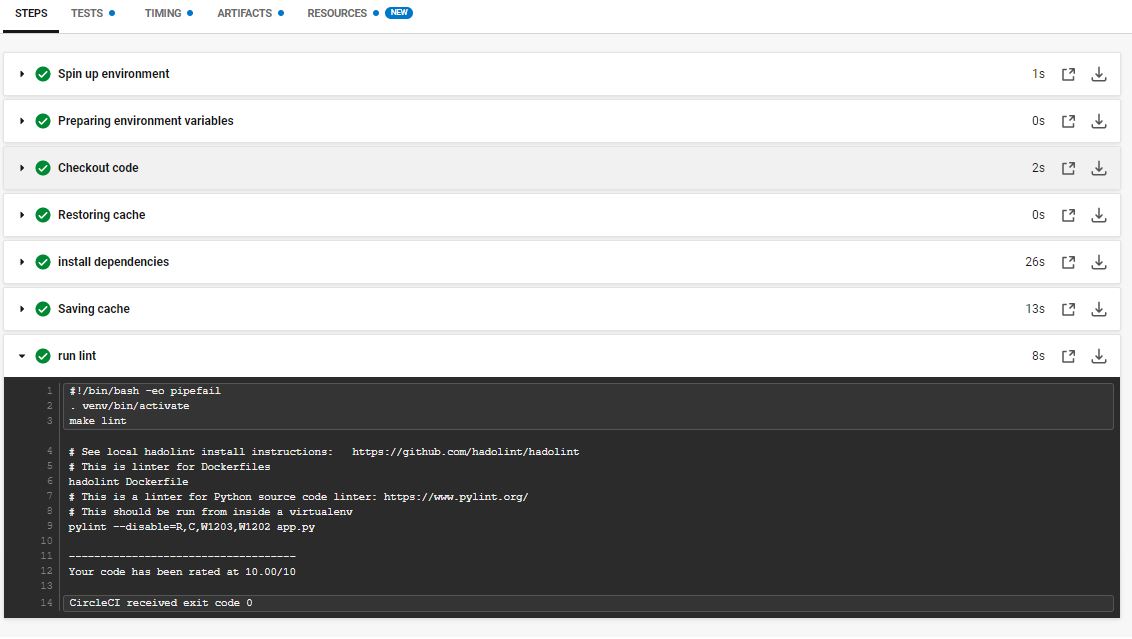 STEPS TESTS TIMING ARTIFACTS RESOURCES NEW
Spin up environment 1s
Preparing environment variables 0s
Checkout code 2s
Restoring cache 0s
install dependencies 26s
Saving cache 13s
run lint 8s
1 #!/bin/bash -eo pipefail
2 . venv/bin/activate
3 make lint
4 # See local hadolint install instructions:   https://github.com/hadolint/hadolint
5 # This is linter for Dockerfiles
6 hadolint Dockerfile
7 # This is a linter for Python source code linter: https://www.pylint.org/
8 # This should be run from inside a virtualenv
9 pylint --disable=R,C,W1203,W1202 app.py
10
11 ------------------------------------
12 Your code has been rated at 10.00/10
13
14 CircleCI received exit code 0